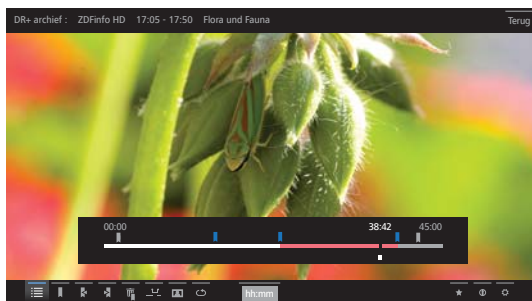 DR+ archief : ZDFinfo HD 17:05 - 17:50 Flora und Fauna Terug
00:00 38:42 45:00
hh:mm